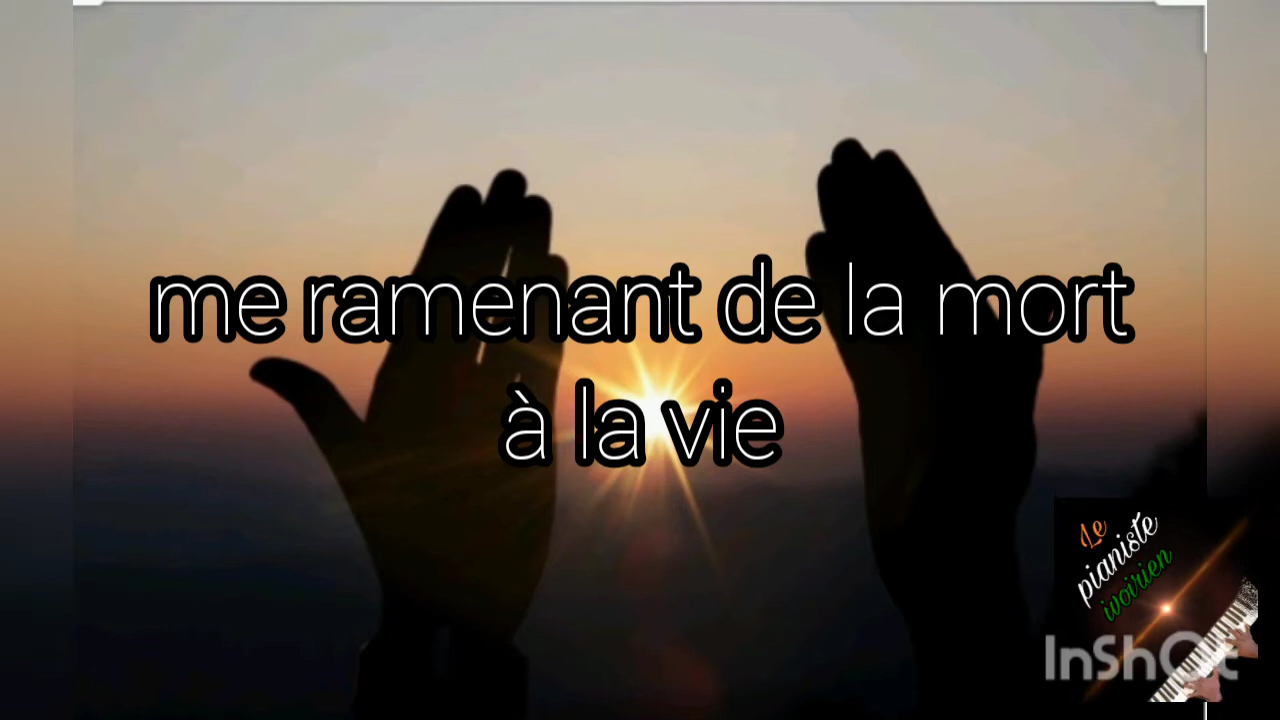 me ramenant de la mort
à la vie
Le
pianiste
ivoirien
InShOt